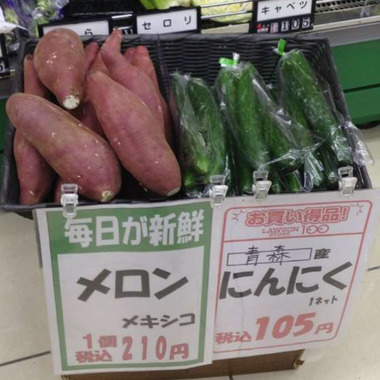 セロリ
キャベツ
毎日が新鮮
メロン
メキシコ
1個
税込210円
お買い得品!
LAWSON
100
青森産
にんにく
1ネット
税込105円